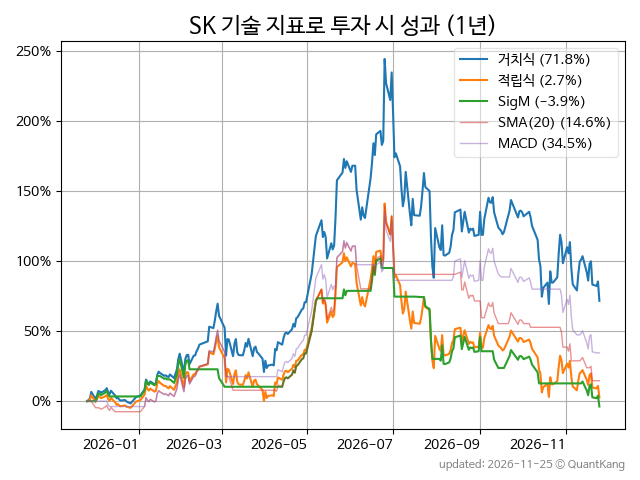 SK 기술 지표로 투자 시 성과 (1년)
거치식 (71.8%)
적립식 (2.7%)
SigM (−3.9%)
SMA(20) (14.6%)
MACD (34.5%)
250%
200%
150%
100%
50%
0%
2026-01 2026-03 2026-05 2026-07 2026-09 2026-11
updated: 2026-11-25 © QuantKang